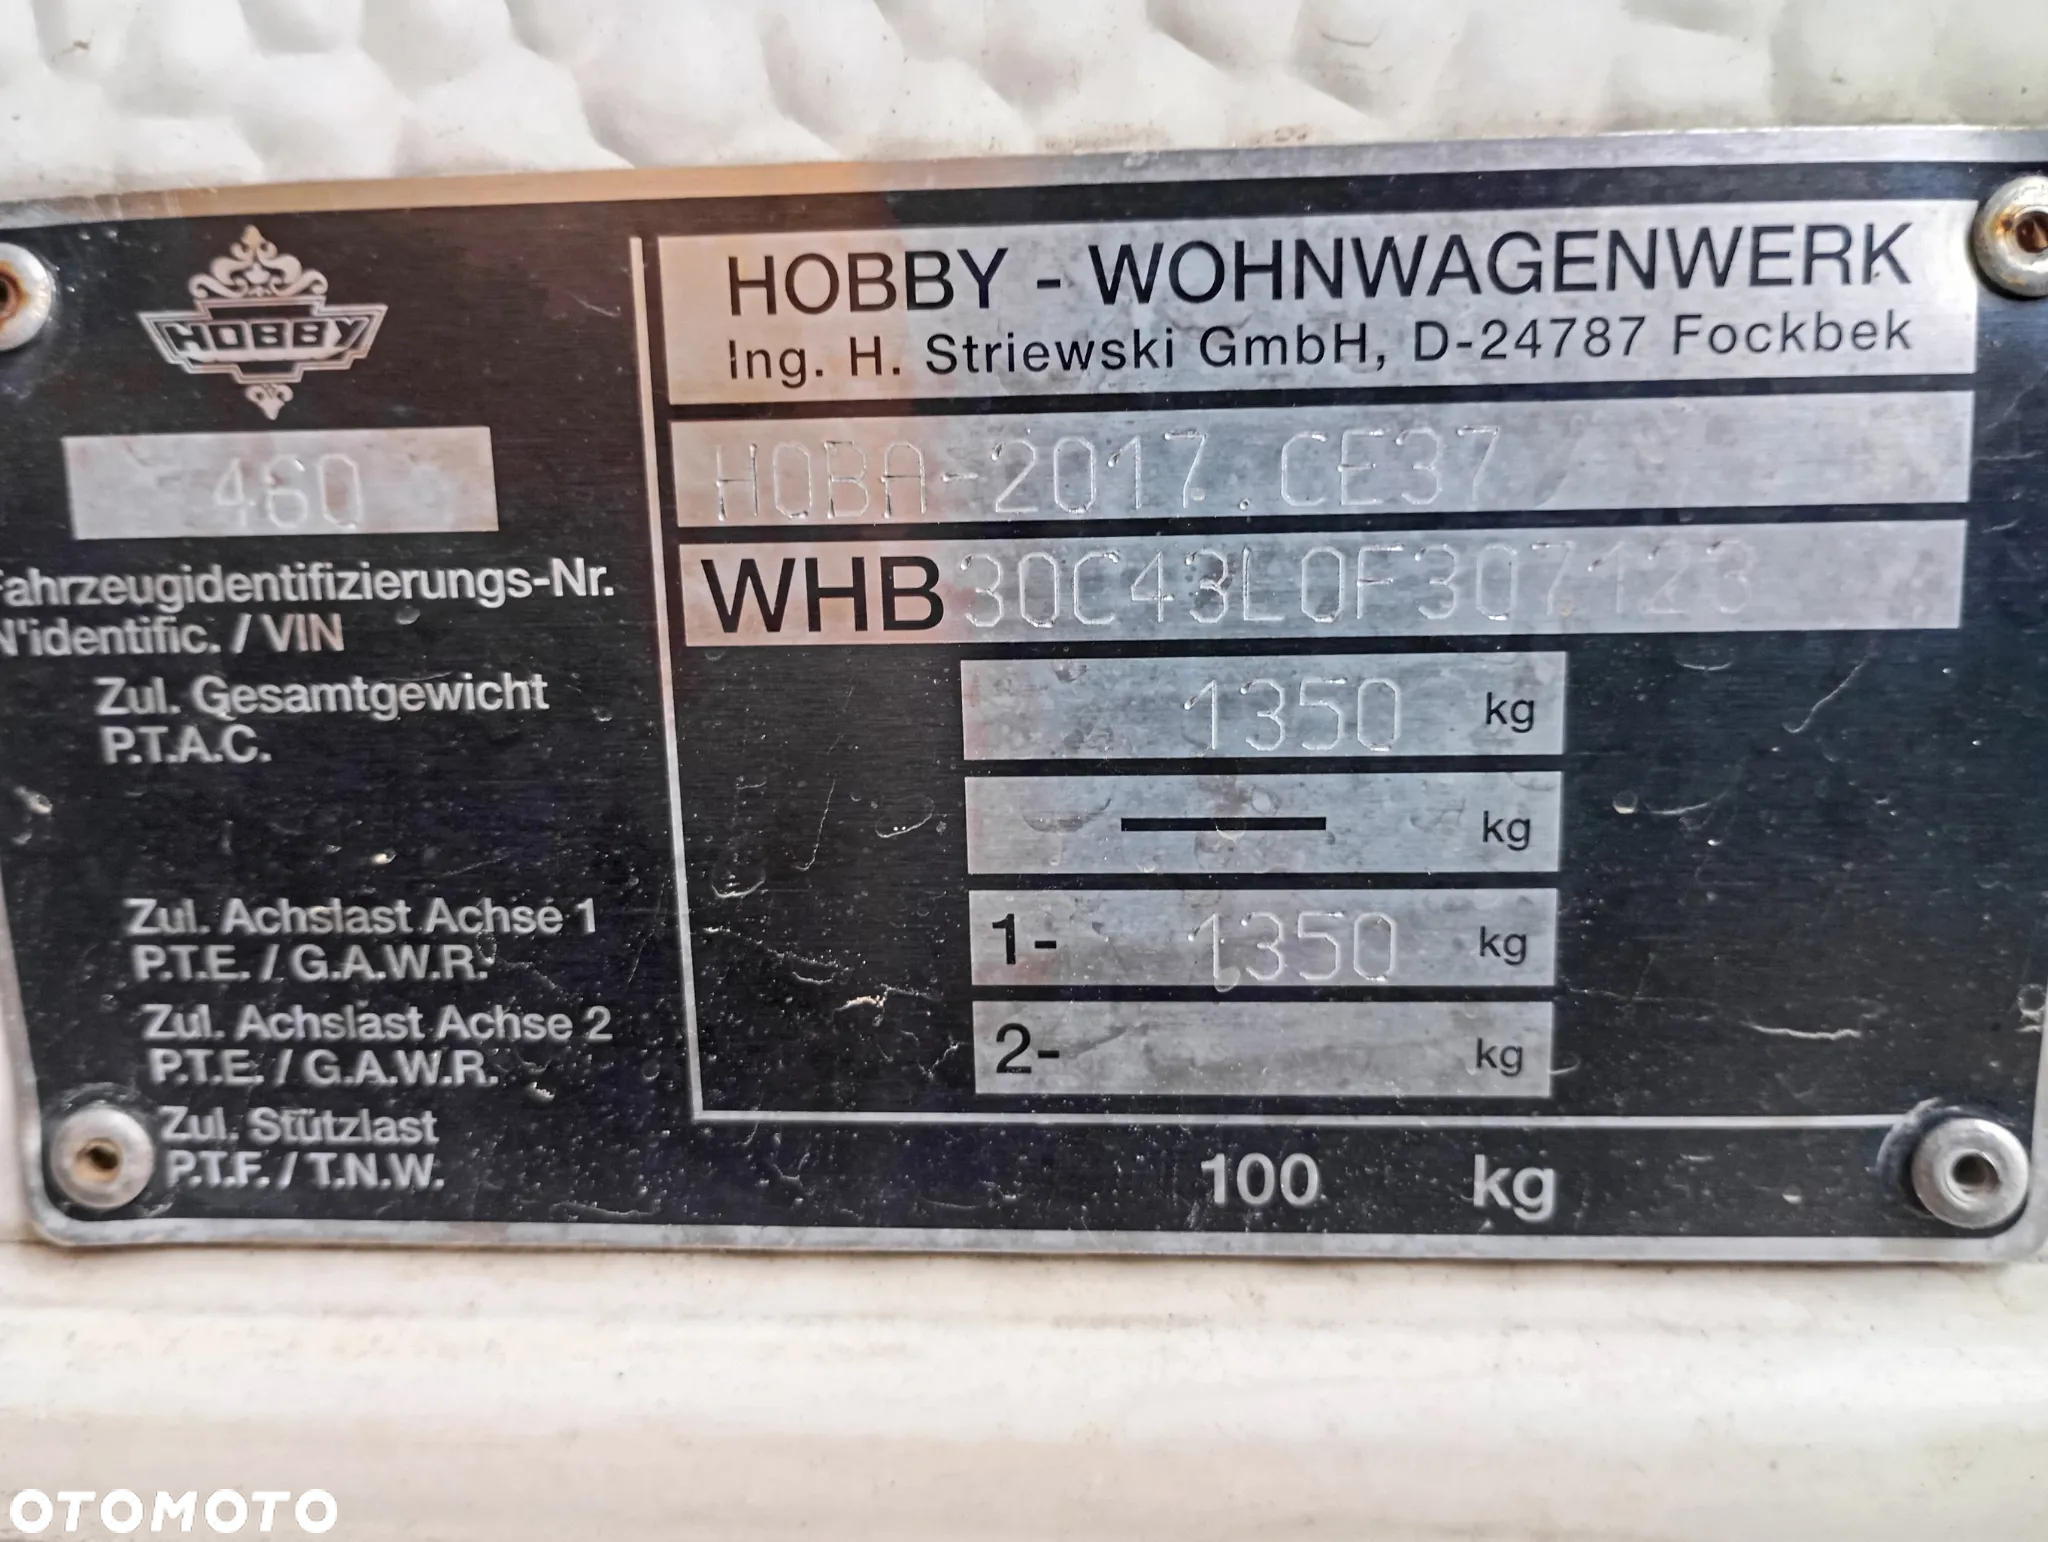 HOBBY
HOBBY - WOHNWAGENWERK
Ing. H. Striewski GmbH, D-24787 Fockbek
460
HOBA-2017.CE37
Fahrzeugidentifizierungs-Nr.
N'identific. / VIN
WHB30C43L0F307123
Zul. Gesamtgewicht
P.T.A.C.
1350 kg
kg
Zul. Achslast Achse 1
P.T.E. / G.A.W.R.
1- 1350 kg
Zul. Achslast Achse 2
P.T.E. / G.A.W.R.
2- kg
Zul. Stützlast
P.T.F. / T.N.W.
100 kg
OTOMOTO